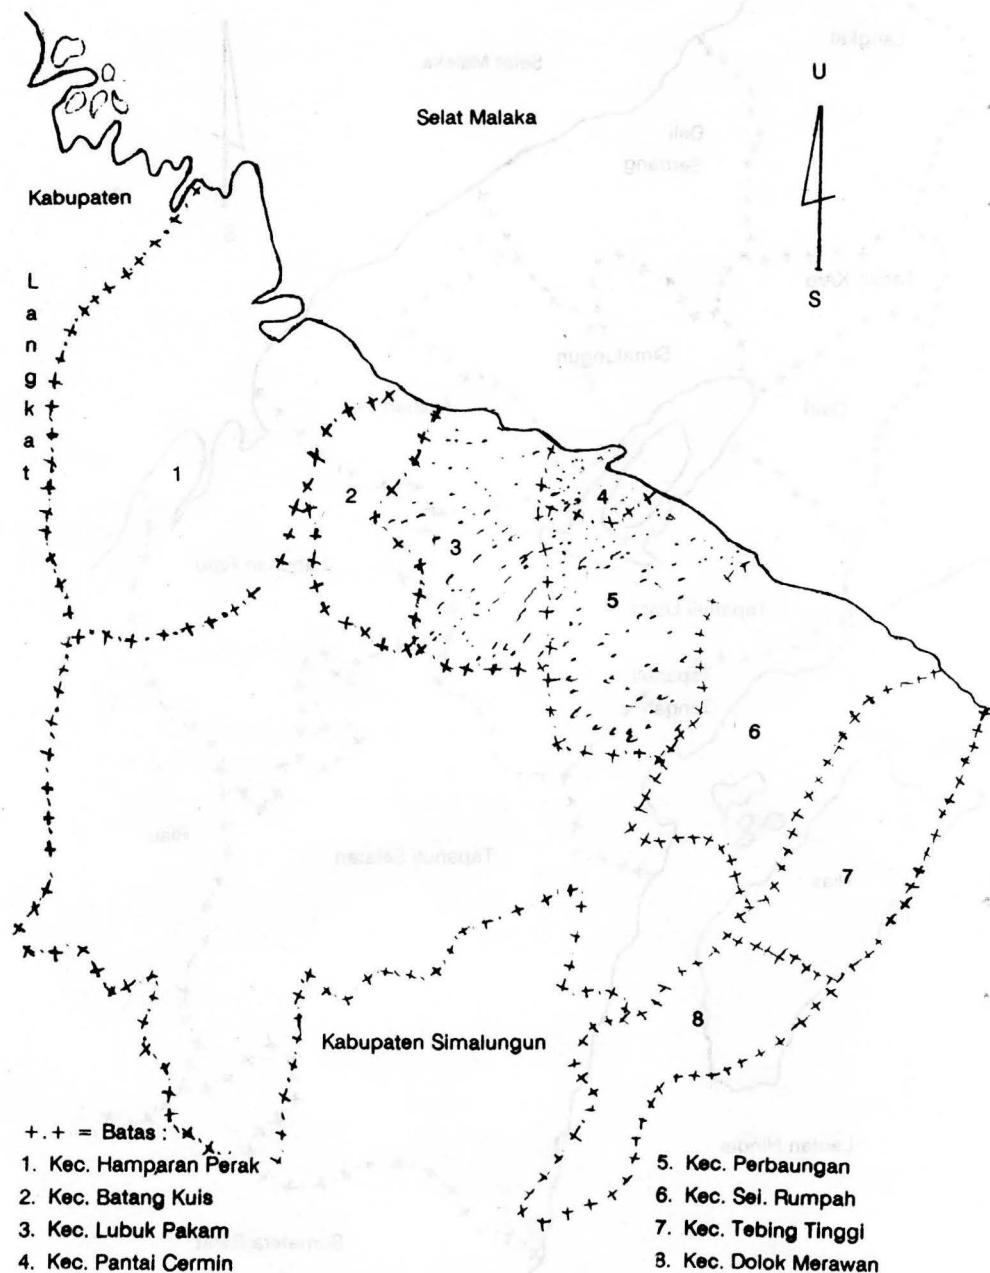 Selat Malaka
U
S
Kabupaten
Langkat
1
2
3
4
5
6
7
8
Kabupaten Simalungun
+.+ = Batas :
1. Kec. Hamparan Perak
2. Kec. Batang Kuis
3. Kec. Lubuk Pakam
4. Kec. Pantai Cermin
5. Kec. Perbaungan
6. Kec. Sei. Rumpah
7. Kec. Tebing Tinggi
8. Kec. Dolok Merawan